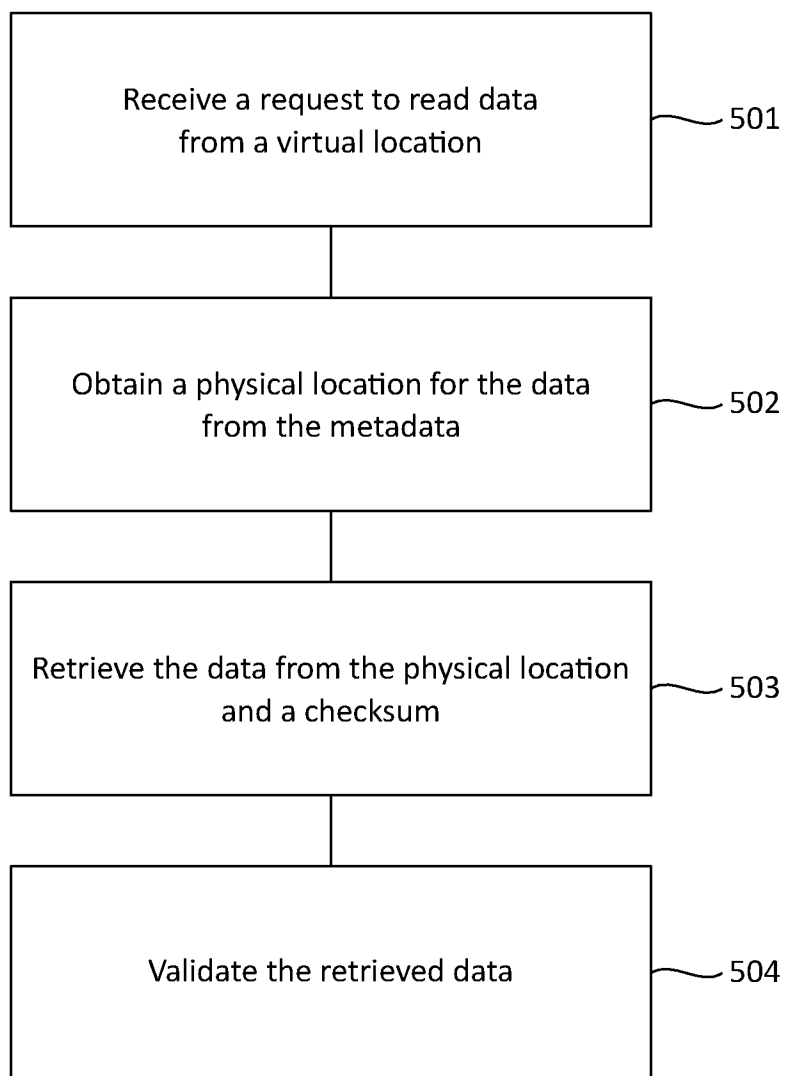 Receive a request to read data
from a virtual location
501
Obtain a physical location for the data
from the metadata
502
Retrieve the data from the physical location
and a checksum
503
Validate the retrieved data
504